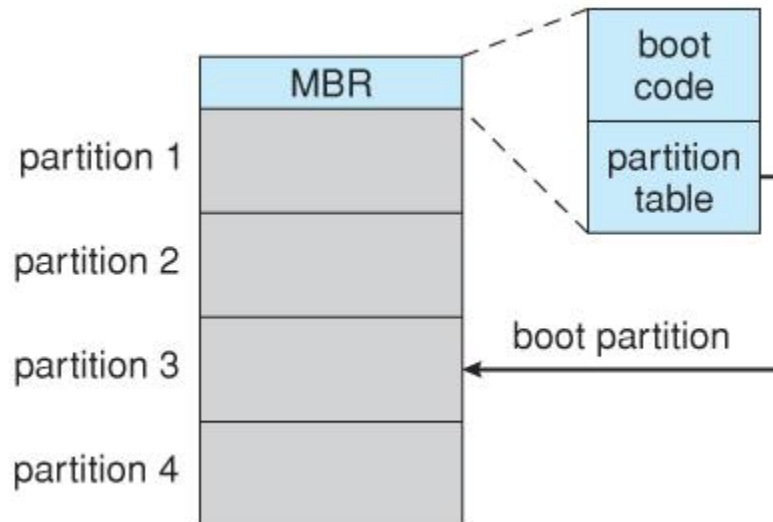 MBR
boot
code
partition
table
partition 1
partition 2
partition 3
partition 4
boot partition